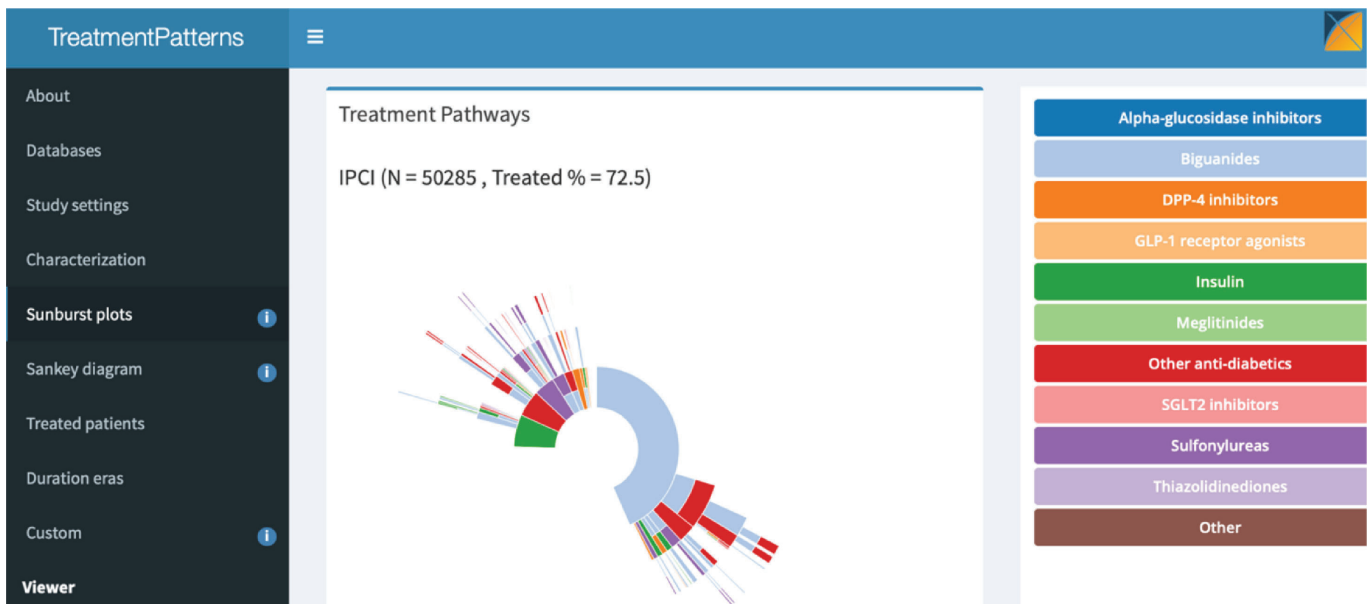 TreatmentPatterns
About
Databases
Study settings
Characterization
Sunburst plots
Sankey diagram
Treated patients
Duration eras
Custom
Viewer
Treatment Pathways
IPCI (N = 50285 , Treated % = 72.5)
Alpha-glucosidase inhibitors
Biguanides
DPP-4 inhibitors
GLP-1 receptor agonists
Insulin
Meglitinides
Other anti-diabetics
SGLT2 inhibitors
Sulfonylureas
Thiazolidinediones
Other